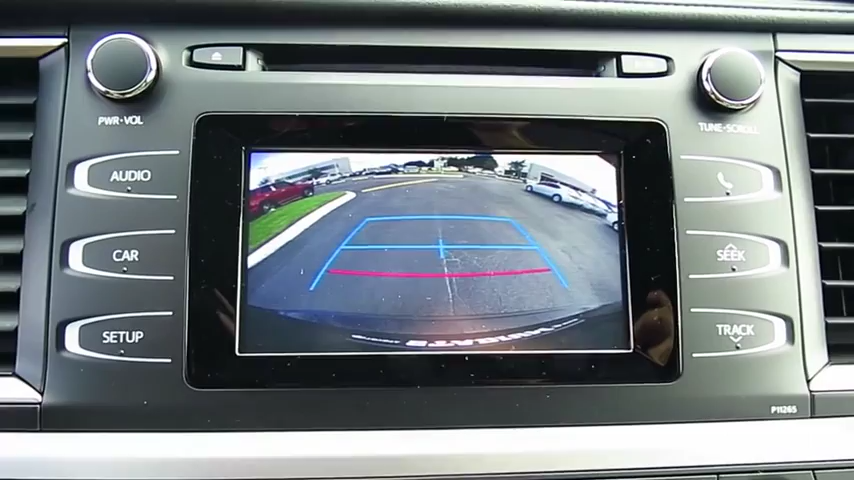 PWR•VOL
TUNE•SCROLL
AUDIO
CAR
SEEK
SETUP
TRACK
P11265